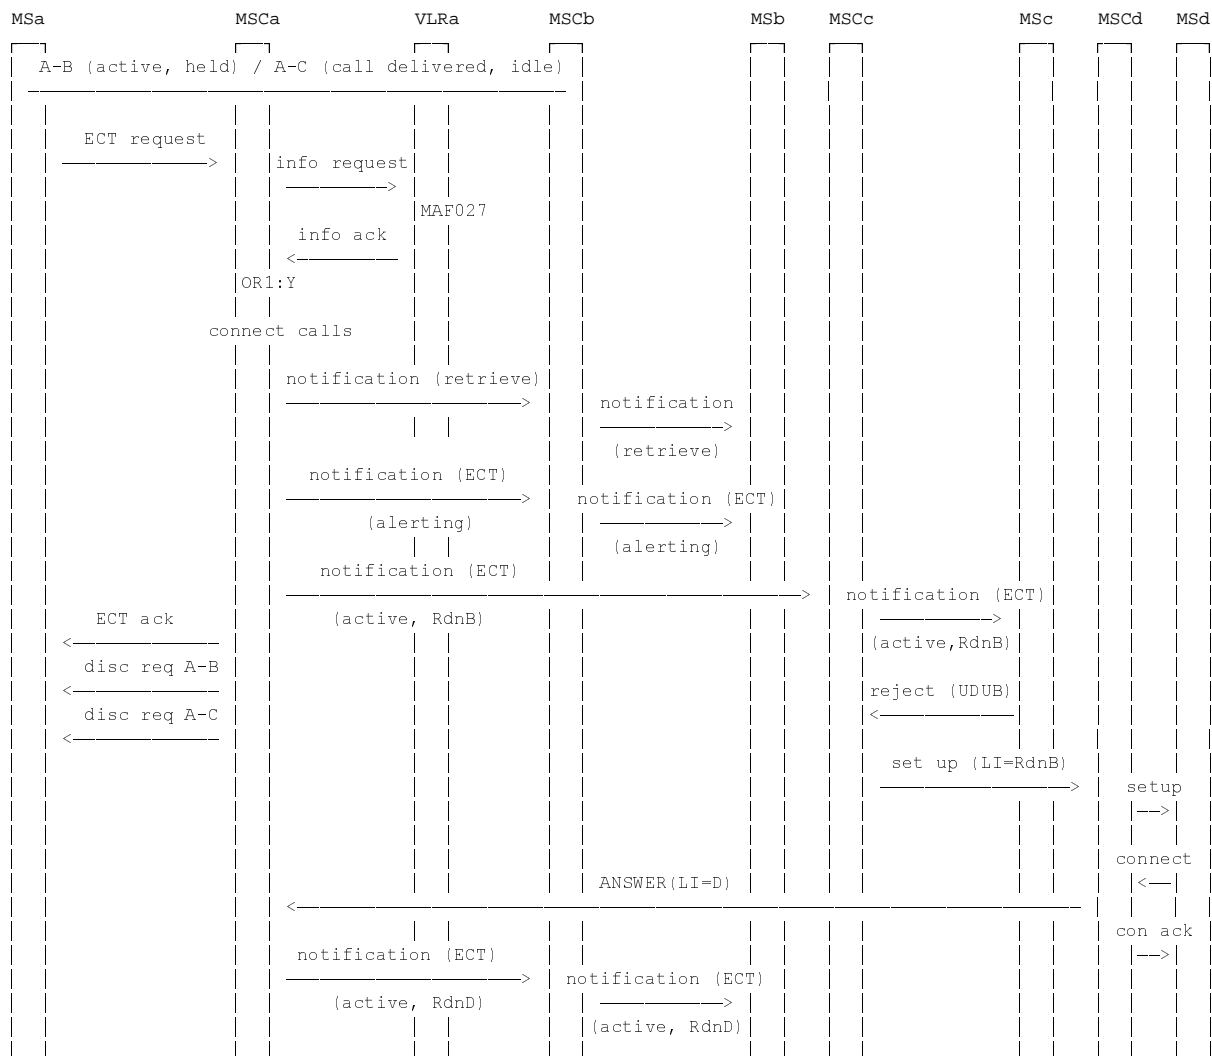 MSa MSCa VLRa MSCb MSb MSCc MSc MSCd MSd
A-B (active, held) / A-C (call delivered, idle)
ECT request
info request
MAF027
info ack
OR1:Y
connect calls
notification (retrieve)
notification
(retrieve)
notification (ECT)
notification (ECT)
(alerting)
(alerting)
notification (ECT)
notification (ECT)
ECT ack (active, RdnB)
(active,RdnB)
disc req A-B
reject (UDUB)
disc req A-C
set up (LI=RdnB)
setup
connect
ANSWER(LI=D)
con ack
notification (ECT)
notification (ECT)
(active, RdnD)
(active, RdnD)